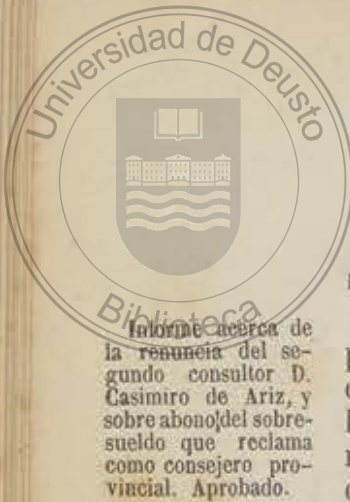 Universidad de Deusto
Biblioteca
Informe acerca de
la renuncia del se-
gundo consultor D.
Casimiro de Ariz, y
sobre abono del sobre-
sueldo que reclama
como consejero pro-
vincial. Aprobado.